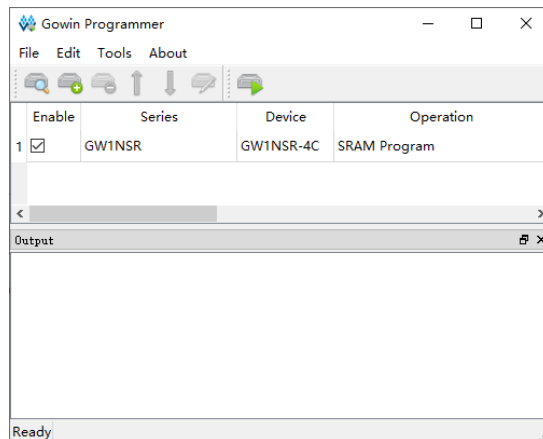 Gowin Programmer
File Edit Tools About
Enable Series Device Operation
1 GW1NSR GW1NSR-4C SRAM Program
Output
Ready